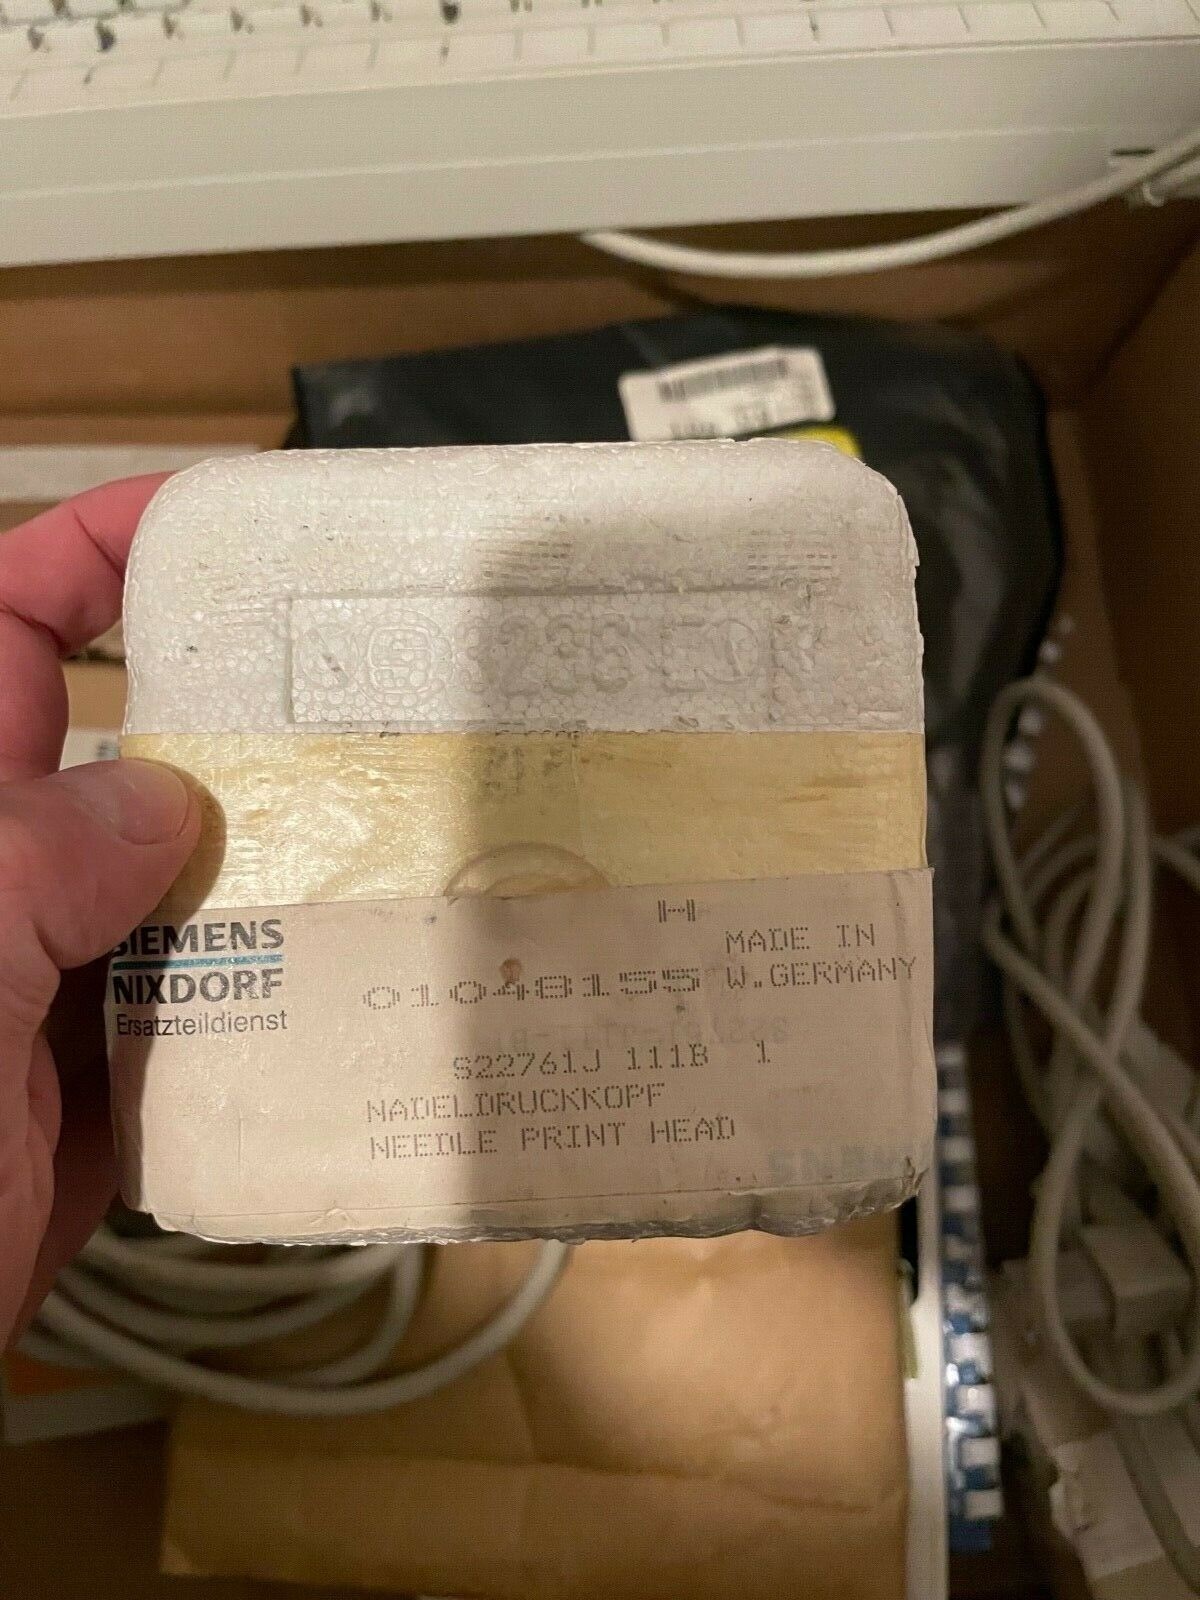 SIEMENS
NIXDORF
Ersatzteildienst
H
01048155
MADE IN
W.GERMANY
S22761J 111B 1
NADELDRUCKKOPF
NEEDLE PRINT HEAD